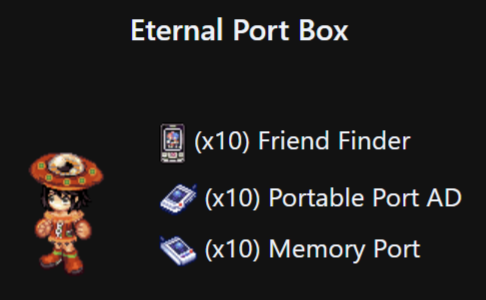 Eternal Port Box
(x10) Friend Finder
(x10) Portable Port AD
(x10) Memory Port